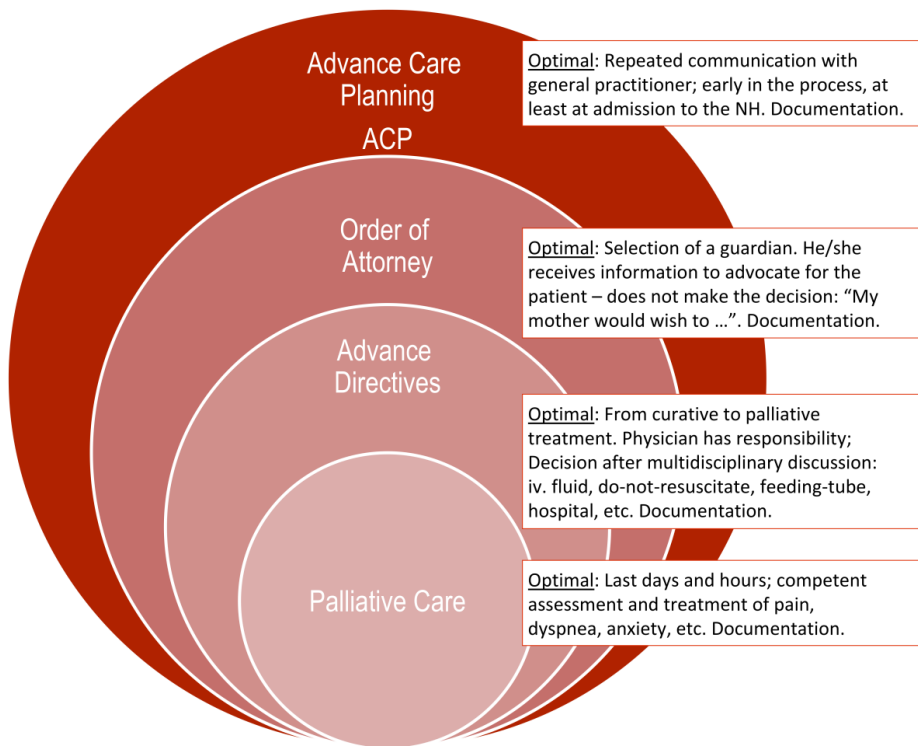 Advance Care
Planning
ACP
Optimal: Repeated communication with
general practitioner; early in the process, at
least at admission to the NH. Documentation.
Order of
Attorney
Optimal: Selection of a guardian. He/she
receives information to advocate for the
patient – does not make the decision: “My
mother would wish to …”. Documentation.
Advance
Directives
Optimal: From curative to palliative
treatment. Physician has responsibility;
Decision after multidisciplinary discussion:
iv. fluid, do-not-resuscitate, feeding-tube,
hospital, etc. Documentation.
Palliative Care
Optimal: Last days and hours; competent
assessment and treatment of pain,
dyspnea, anxiety, etc. Documentation.